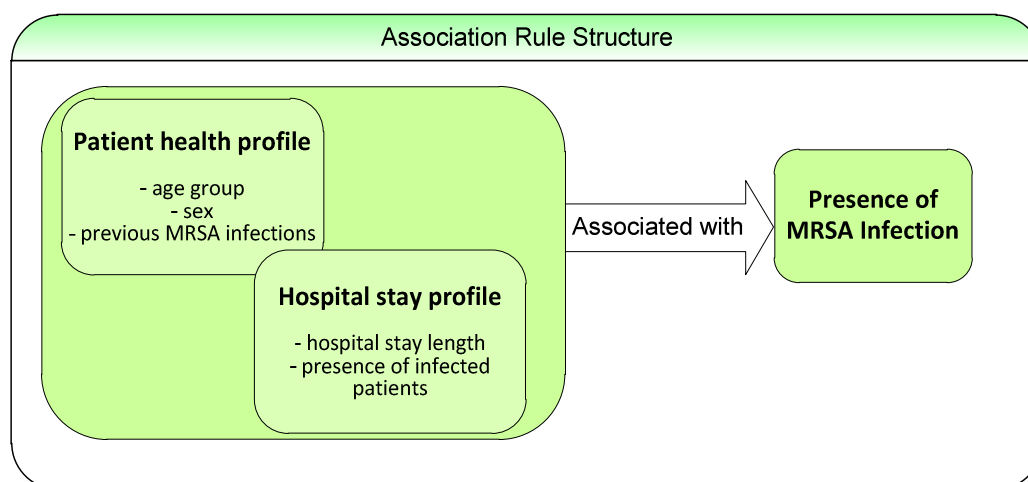 Association Rule Structure
Patient health profile
- age group
- sex
- previous MRSA infections
Hospital stay profile
- hospital stay length
- presence of infected
patients
Associated with
Presence of
MRSA Infection